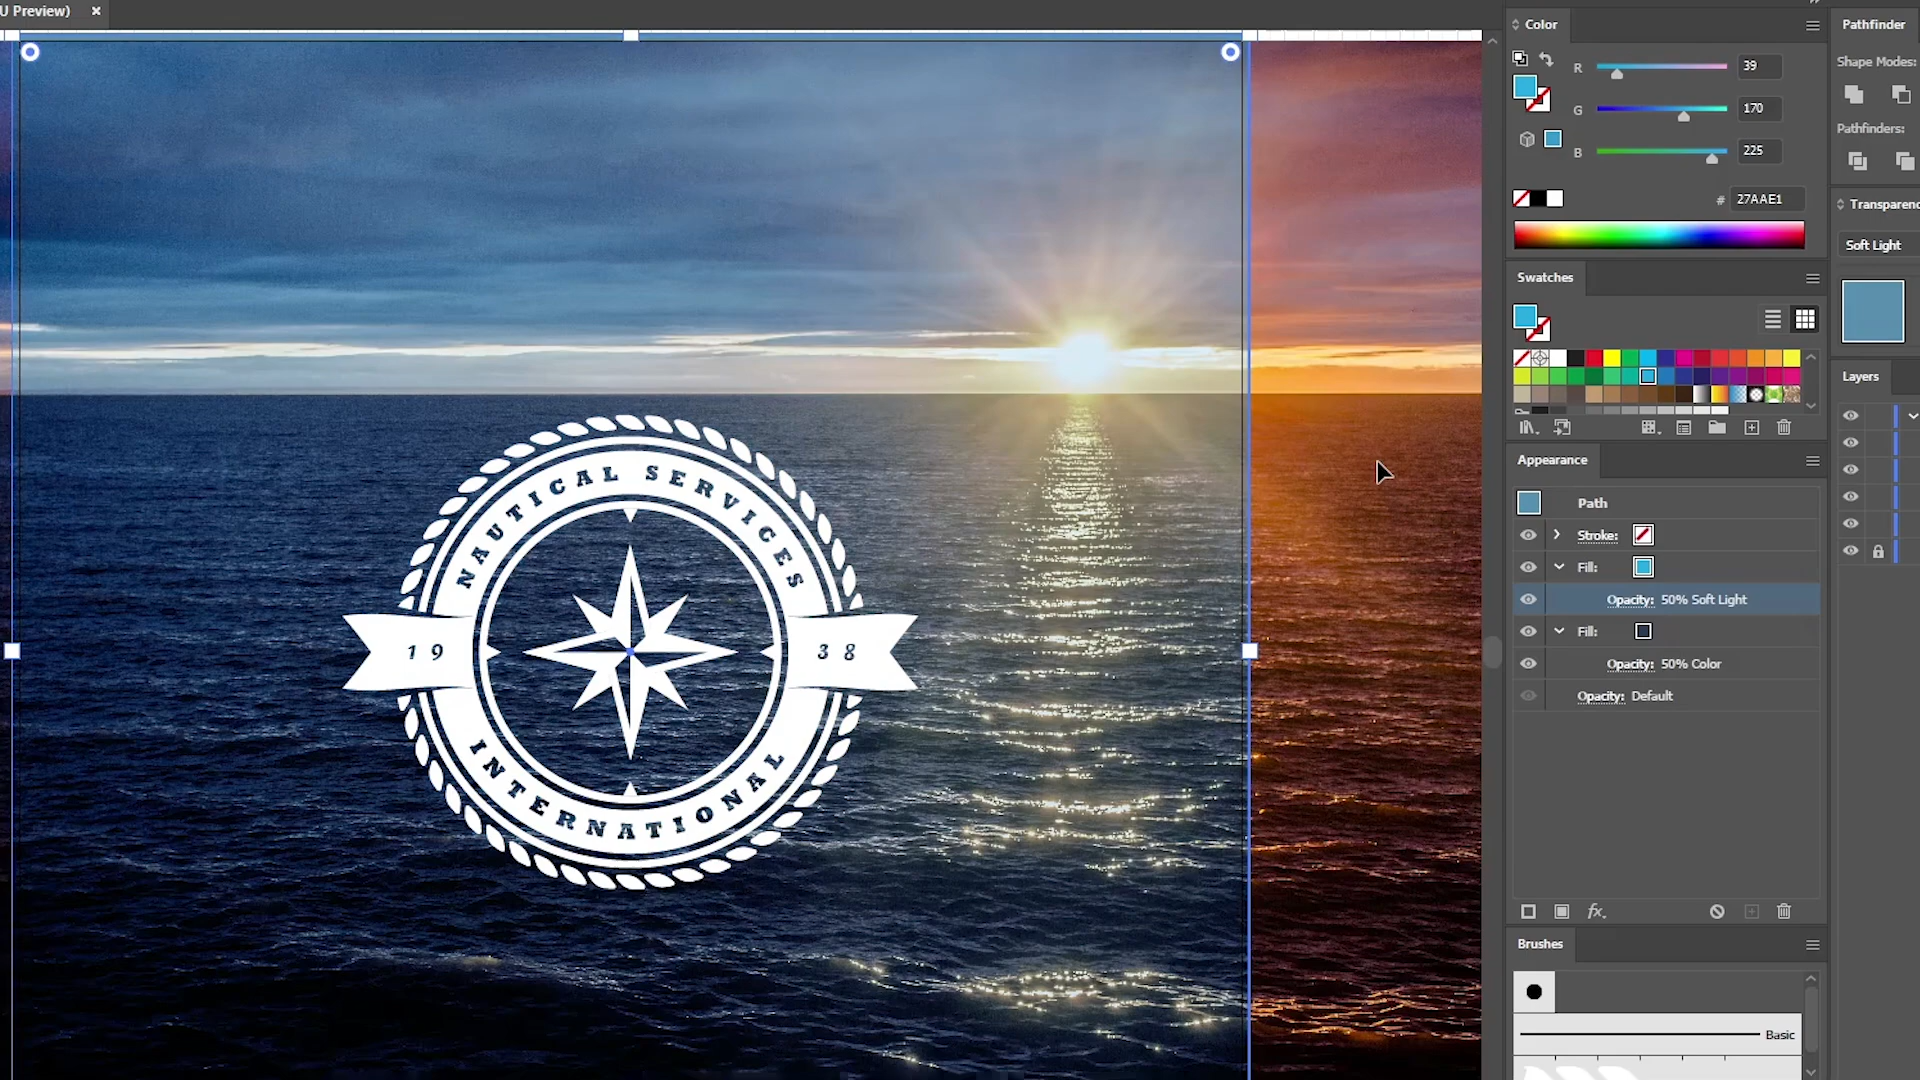 U Preview) ×
Color
R 39
G 170
B 225
# 27AAE1
Swatches
Appearance
Path
Stroke:
Fill:
Opacity: 50% Soft Light
Fill:
Opacity: 50% Color
Opacity: Default
fx
Brushes
Basic
Pathfinder
Shape Modes:
Pathfinders:
Transparenc
Soft Light
Layers
NAUTICAL SERVICES
19 38
INTERNATIONAL